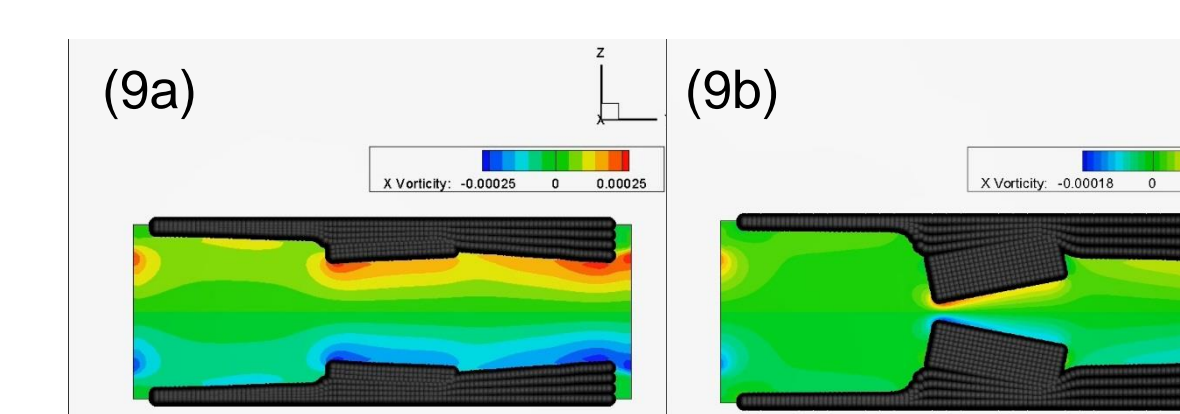 (9a)
Z
X
X Vorticity: -0.00025 0 0.00025
(9b)
X Vorticity: -0.00018 0